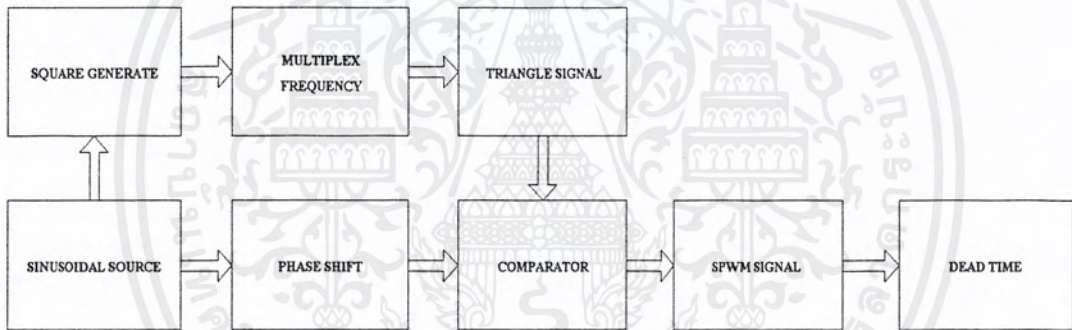 SQUARE GENERATE
MULTIPLEX
FREQUENCY
TRIANGLE SIGNAL
SINUSOIDAL SOURCE
PHASE SHIFT
COMPARATOR
SPWM SIGNAL
DEAD TIME